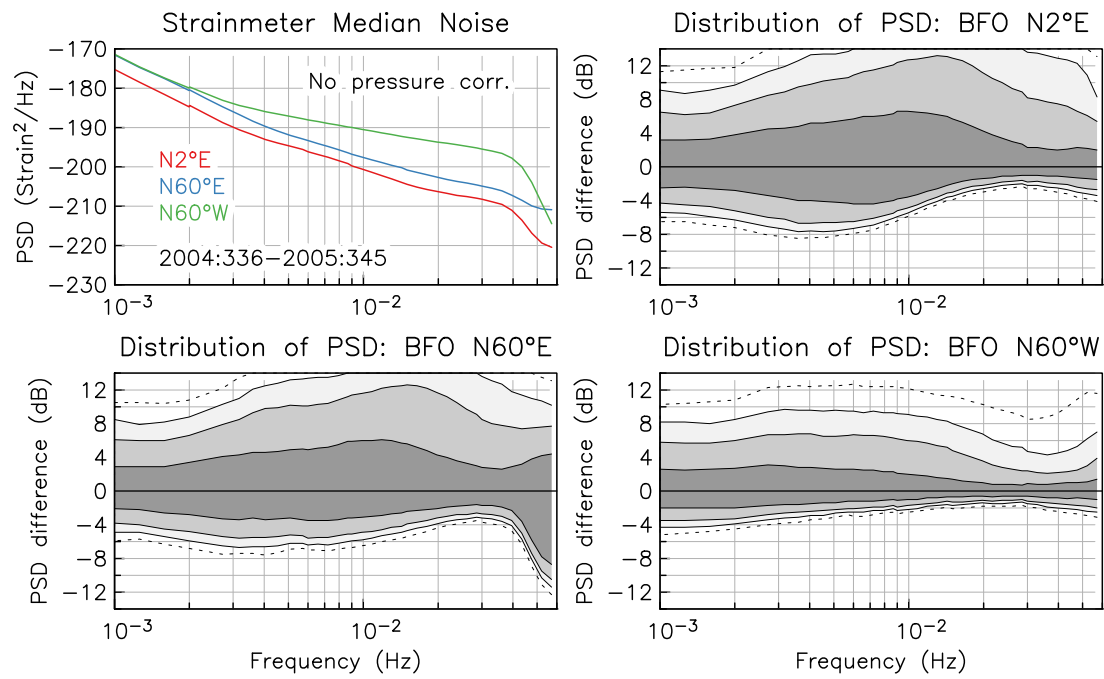 Strainmeter Median Noise
PSD (Strain²/Hz)
−170
−180
−190
−200
−210
−220
−230
No pressure corr.
N2°E
N60°E
N60°W
2004:336−2005:345
10⁻³
10⁻²
Distribution of PSD: BFO N2°E
PSD difference (dB)
12
8
4
0
−4
−8
−12
10⁻³
10⁻²
Distribution of PSD: BFO N60°E
PSD difference (dB)
12
8
4
0
−4
−8
−12
10⁻³
10⁻²
Frequency (Hz)
Distribution of PSD: BFO N60°W
PSD difference (dB)
12
8
4
0
−4
−8
−12
10⁻³
10⁻²
Frequency (Hz)